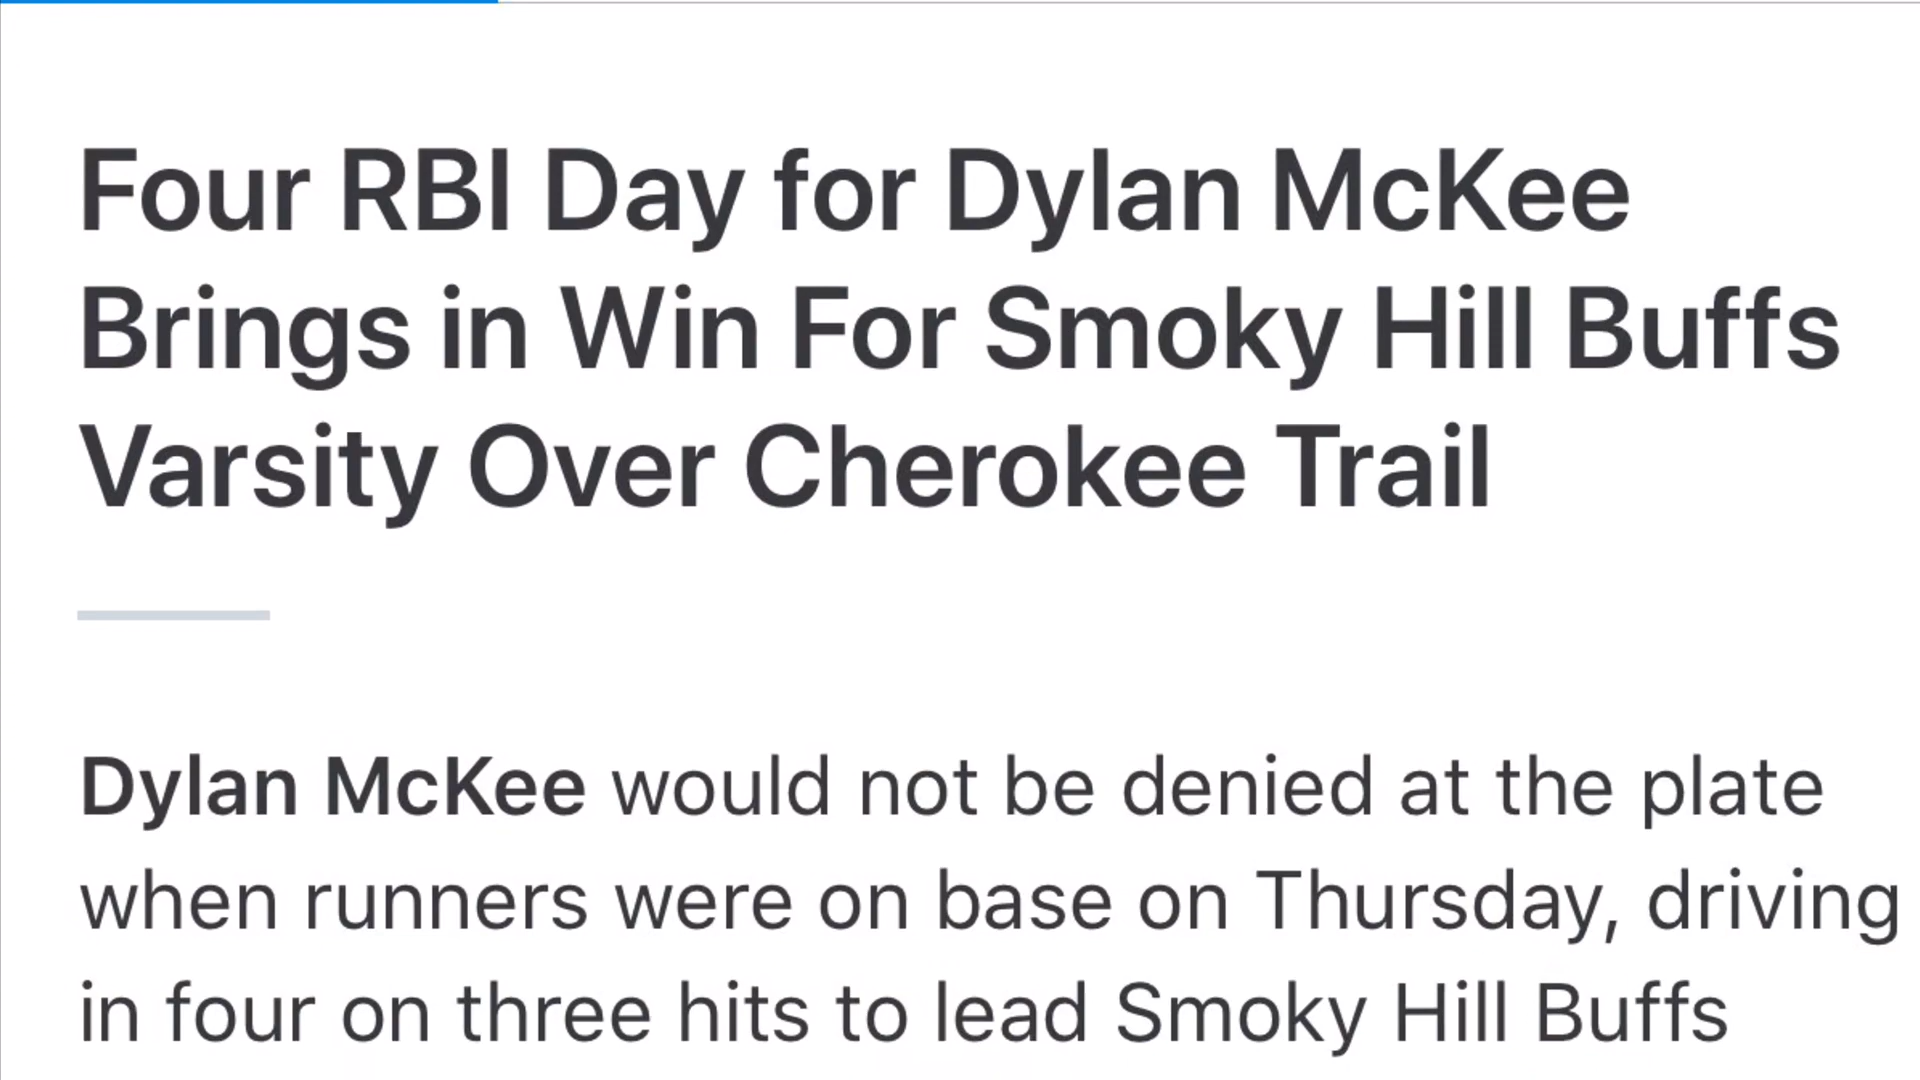 Four RBI Day for Dylan McKee
Brings in Win For Smoky Hill Buffs
Varsity Over Cherokee Trail
Dylan McKee would not be denied at the plate
when runners were on base on Thursday, driving
in four on three hits to lead Smoky Hill Buffs